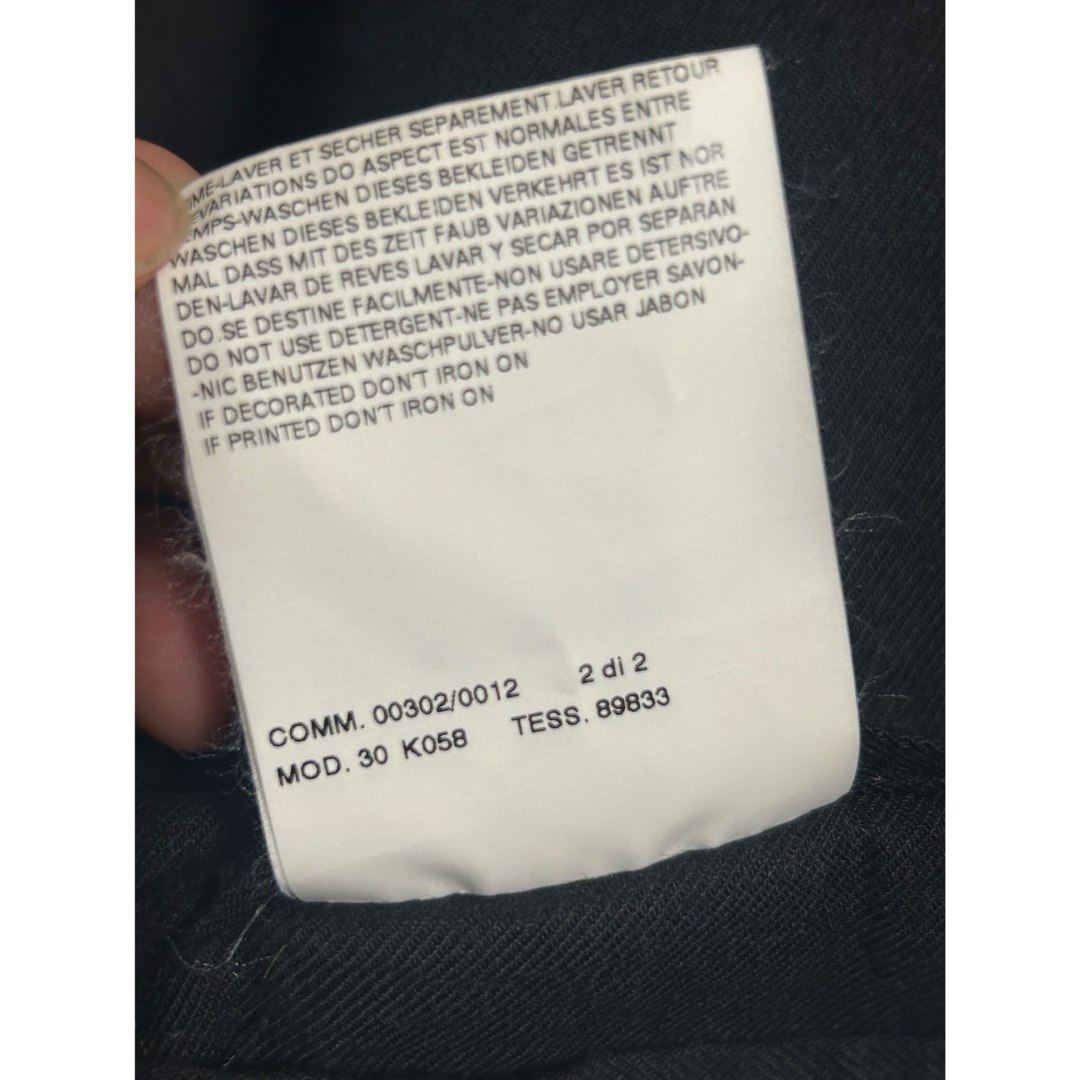 ME-LAVER ET SECHER SEPAREMENT.LAVER RETOUR
VARIATIONS DO ASPECT EST NORMALES ENTRE
EMPS-WASCHEN DIESES BEKLEIDEN GETRENNT
WASCHEN DIESES BEKLEIDEN VERKEHRT ES IST NOR
MAL DASS MIT DES ZEIT FAUB VARIAZIONEN AUFTRE
DEN-LAVAR DE REVES LAVAR Y SECAR POR SEPARAN
DO.SE DESTINE FACILMENTE-NON USARE DETERSIVO-
DO NOT USE DETERGENT-NE PAS EMPLOYER SAVON-
-NIC BENUTZEN WASCHPULVER-NO USAR JABON
IF DECORATED DON'T IRON ON
IF PRINTED DON'T IRON ON
COMM. 00302/0012 2 di 2
MOD. 30 K058 TESS. 89833